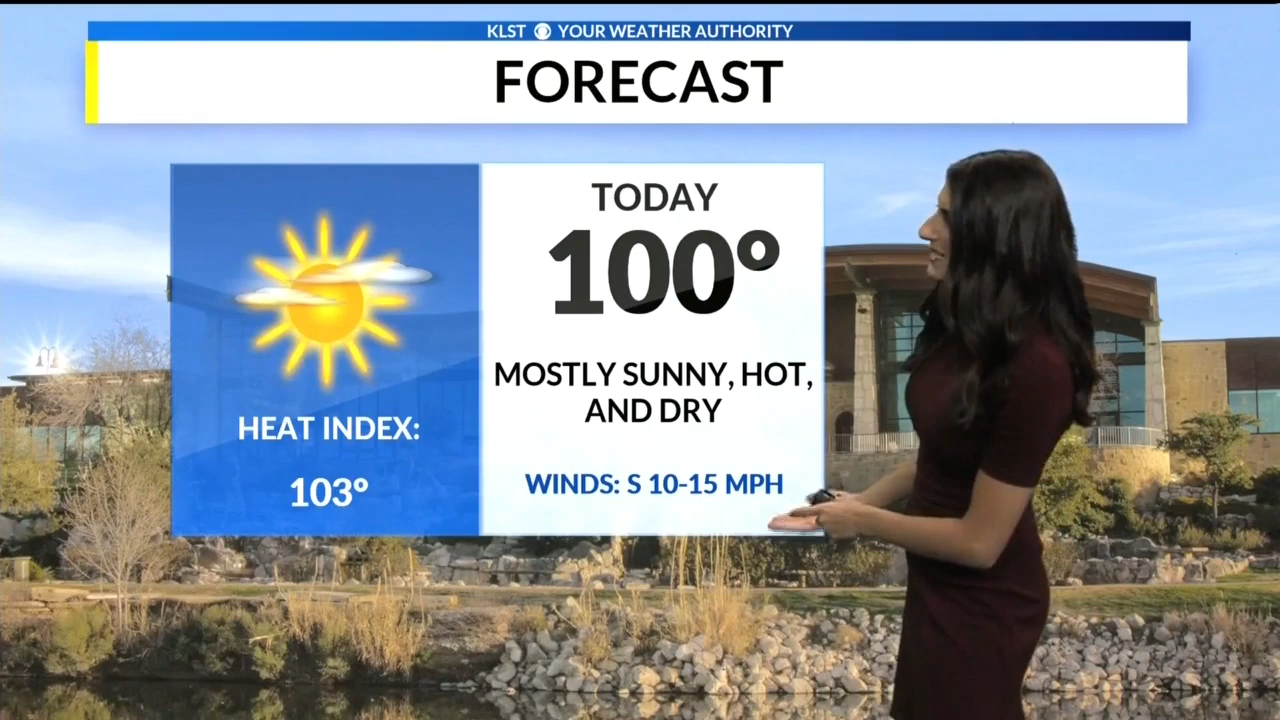 KLST YOUR WEATHER AUTHORITY
FORECAST
TODAY
100°
MOSTLY SUNNY, HOT,
AND DRY
WINDS: S 10-15 MPH
HEAT INDEX:
103°